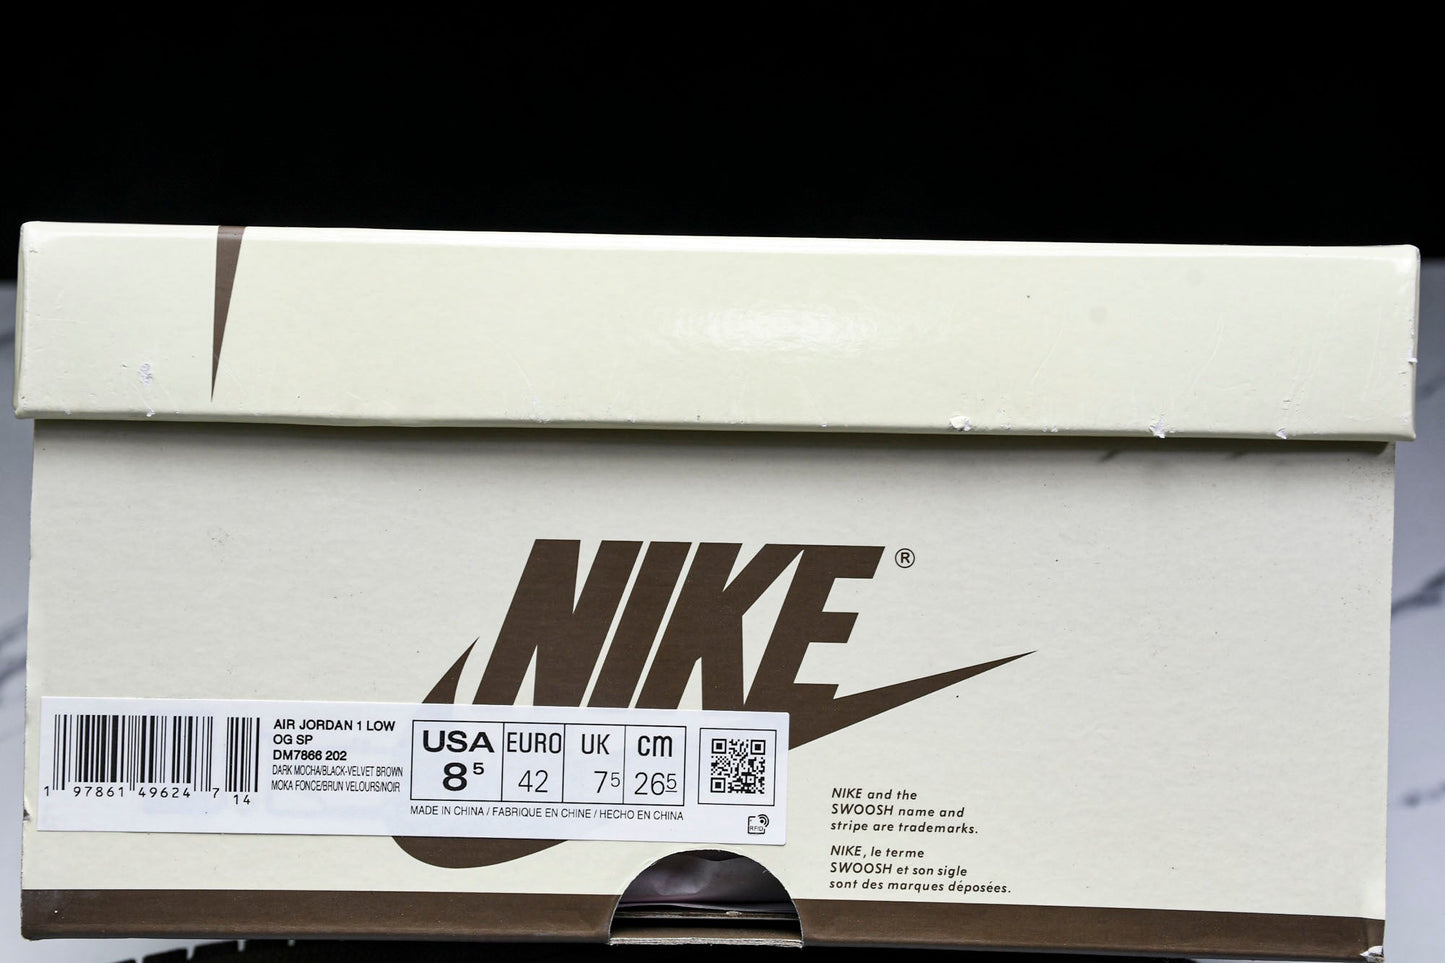 NIKE®
AIR JORDAN 1 LOW
OG SP
DM7866 202
DARK MOCHA/BLACK-VELVET BROWN
MOKA FONCE/BRUN VELOURS/NOIR
1 97861 49624 7 14
USA EURO UK cm
8⁵ 42 7⁵ 26⁵
MADE IN CHINA / FABRIQUE EN CHINE / HECHO EN CHINA
RFID
NIKE and the
SWOOSH name and
stripe are trademarks.
NIKE, le terme
SWOOSH et son sigle
sont des marques déposées.